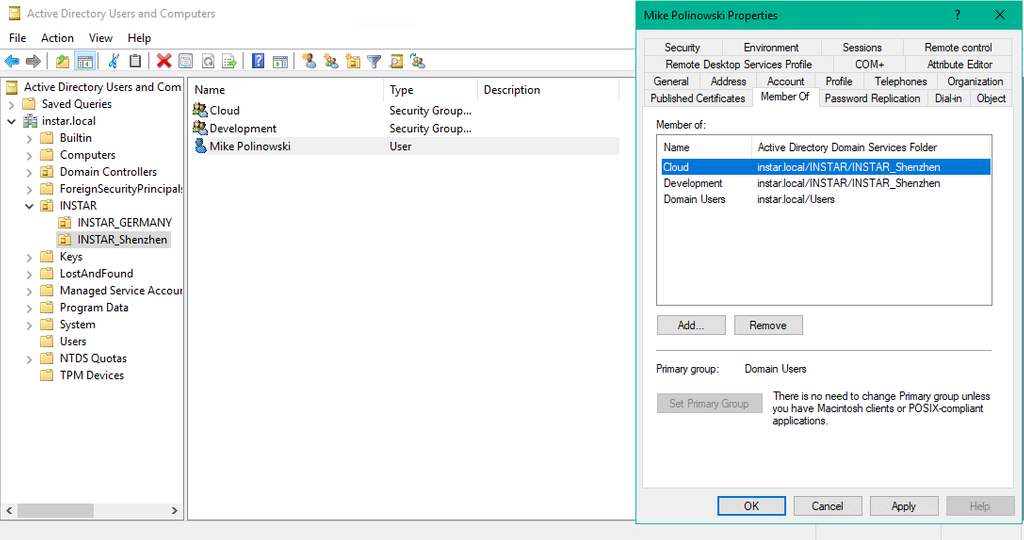 Active Directory Users and Computers
File Action View Help
Active Directory Users and Com
Saved Queries
instar.local
Builtin
Computers
Domain Controllers
ForeignSecurityPrincipals
INSTAR
INSTAR_GERMANY
INSTAR_Shenzhen
Keys
LostAndFound
Managed Service Accour
Program Data
System
Users
NTDS Quotas
TPM Devices
Name Type Description
Cloud Security Group...
Development Security Group...
Mike Polinowski User
Mike Polinowski Properties ?
Security Environment Sessions Remote control
Remote Desktop Services Profile COM+ Attribute Editor
General Address Account Profile Telephones Organization
Published Certificates Member Of Password Replication Dial-in Object
Member of:
Name Active Directory Domain Services Folder
Cloud instar.local/INSTAR/INSTAR_Shenzhen
Development instar.local/INSTAR/INSTAR_Shenzhen
Domain Users instar.local/Users
Add... Remove
Primary group: Domain Users
Set Primary Group
There is no need to change Primary group unless
you have Macintosh clients or POSIX-compliant
applications.
OK Cancel Apply Help